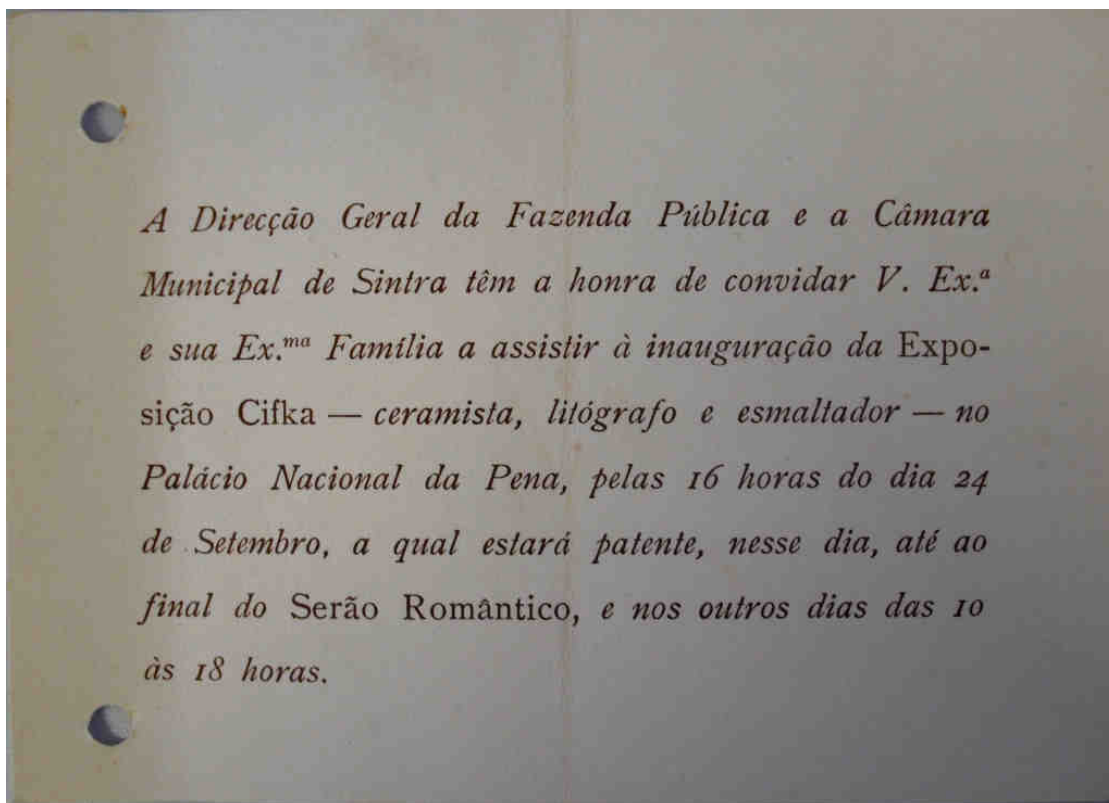 A Direcção Geral da Fazenda Pública e a Câmara
Municipal de Sintra têm a honra de convidar V. Ex.ª
e sua Ex.ᵐᵃ Família a assistir à inauguração da Expo-
sição Cifka — ceramista, litógrafo e esmaltador — no
Palácio Nacional da Pena, pelas 16 horas do dia 24
de Setembro, a qual estará patente, nesse dia, até ao
final do Serão Romântico, e nos outros dias das 10
às 18 horas.